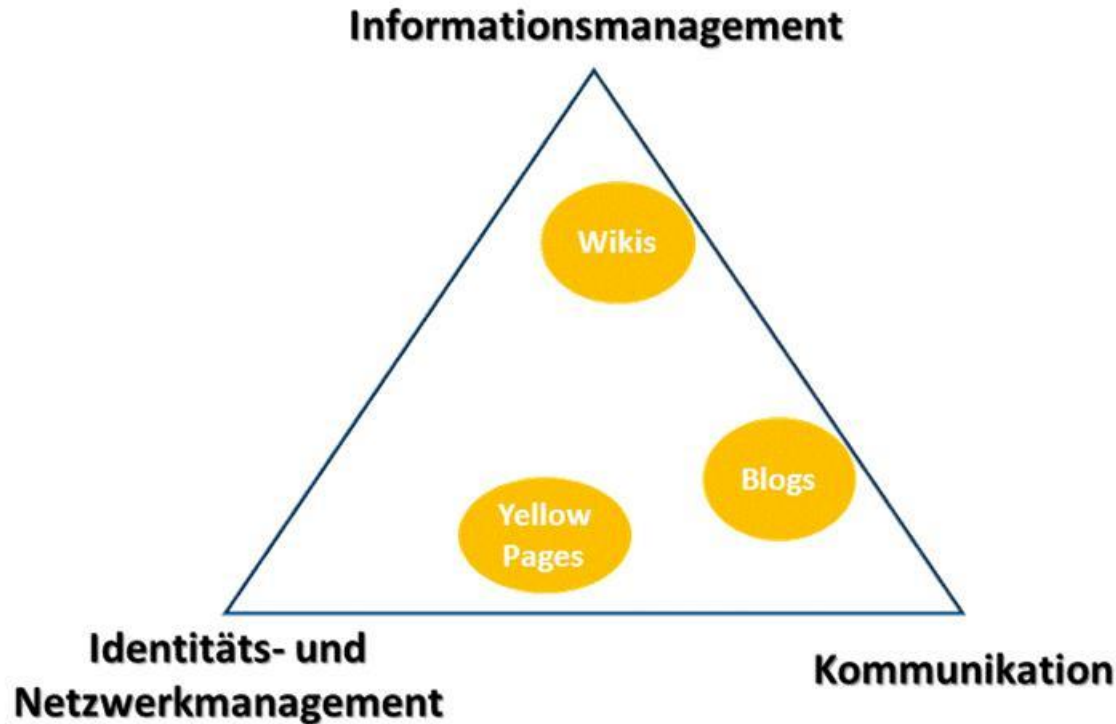 Informationsmanagement
Wikis
Blogs
Yellow
Pages
Identitäts- und
Netzwerkmanagement
Kommunikation